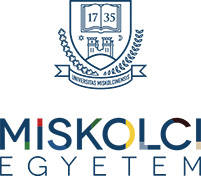 17 35
UNIVERSITAS MISKOLCINENSIS
MISKOLCI
EGYETEM